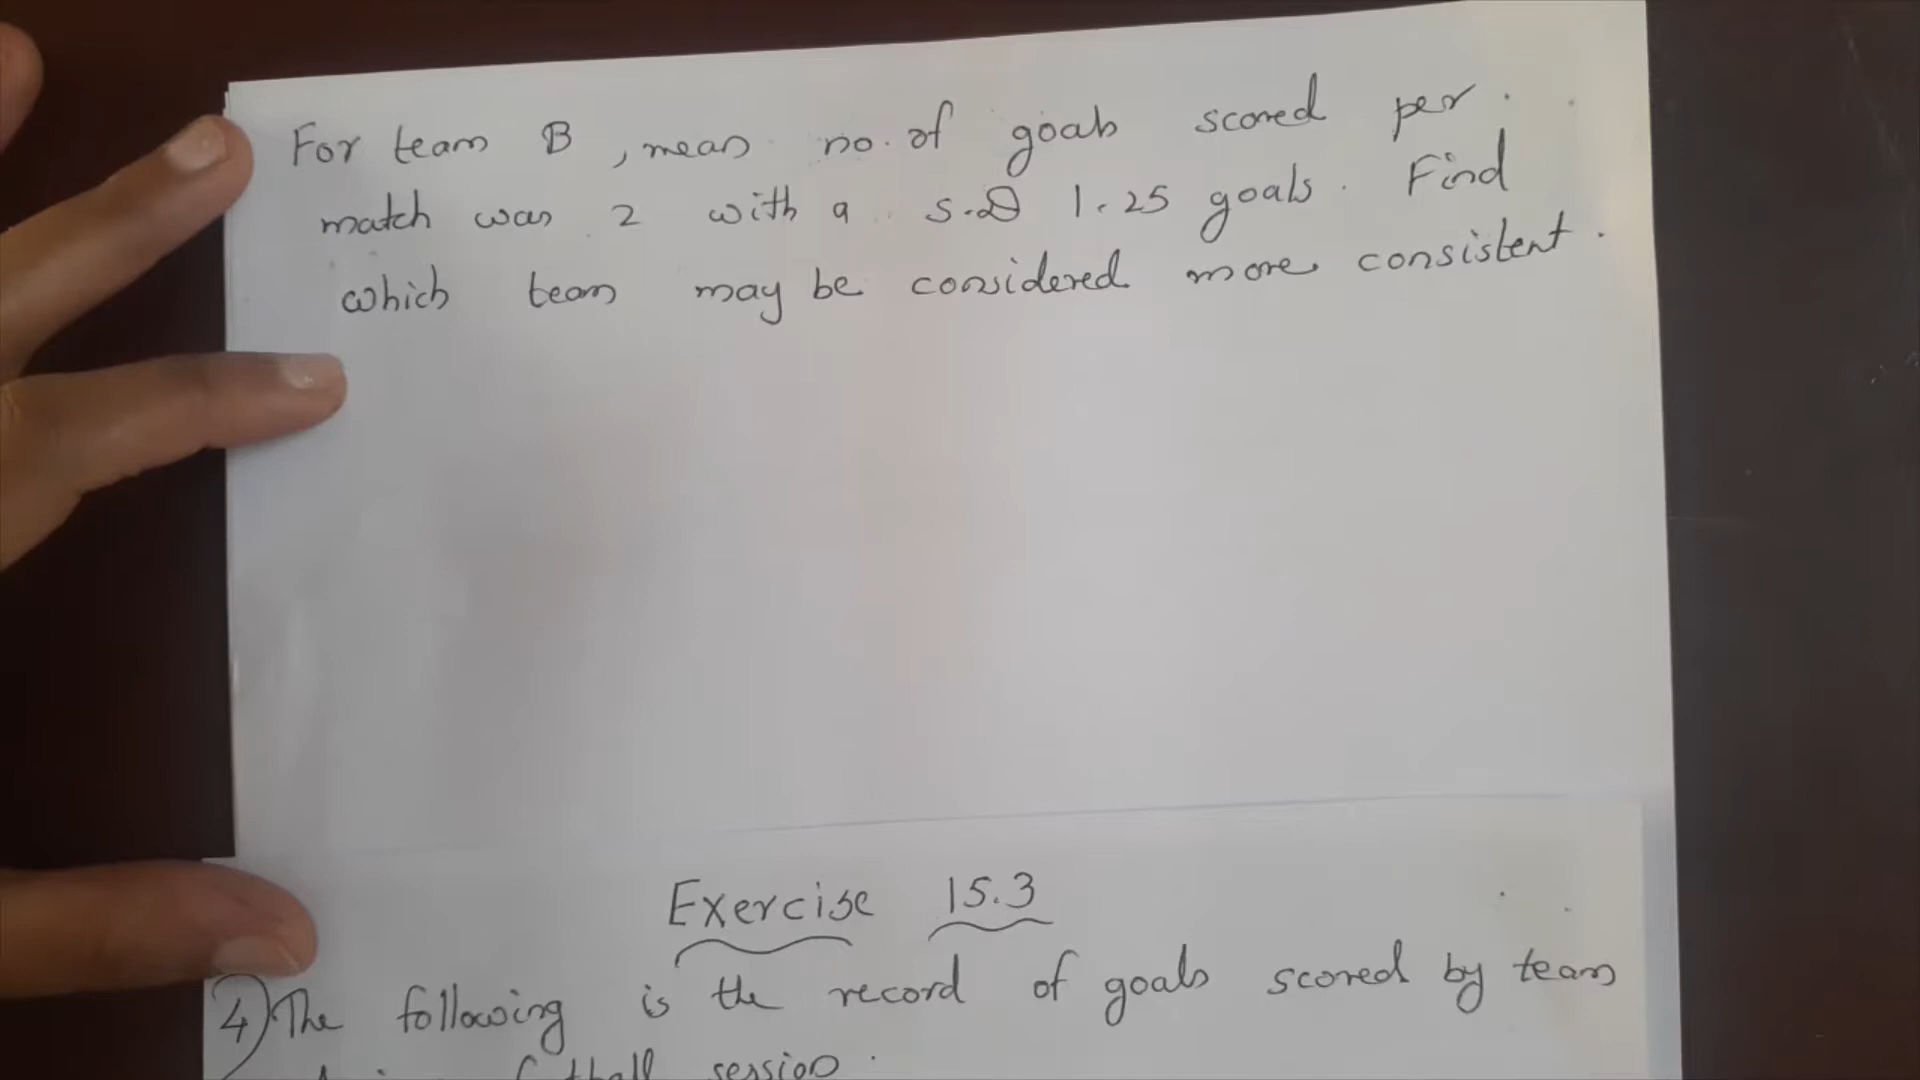 For team B, mean no. of goals scored per
match was 2 with a S.D 1.25 goals. Find
which team may be considered more consistent.
Exercise 15.3
4) The following is the record of goals scored by team
session.